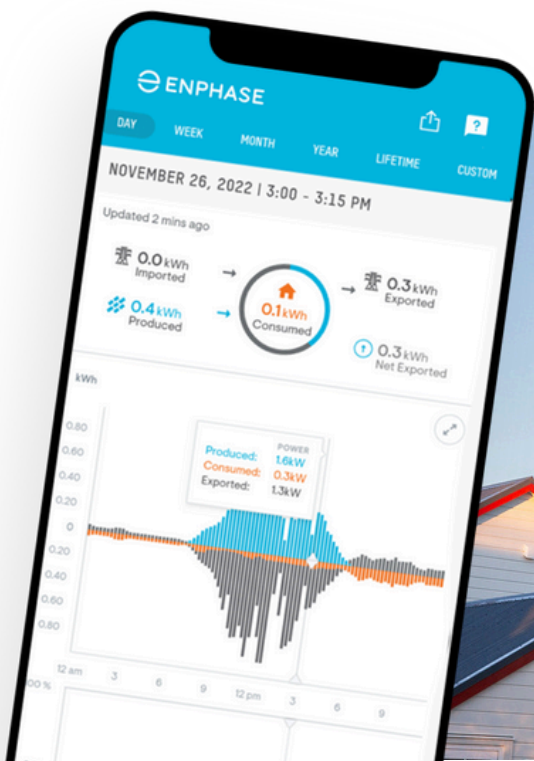 ENPHASE
?
DAY WEEK MONTH YEAR LIFETIME CUSTOM
NOVEMBER 26, 2022 | 3:00 - 3:15 PM
Updated 2 mins ago
0.0 kWh
Imported
0.4 kWh
Produced
0.1 kWh
Consumed
0.3 kWh
Exported
0.3 kWh
Net Exported
kWh
POWER
Produced: 1.6kW
Consumed: 0.3kW
Exported: 1.3kW
0.80
0.60
0.40
0.20
0
0.20
0.40
0.60
0.80
12 am 3 6 9 12 pm 3 6 9
00 %